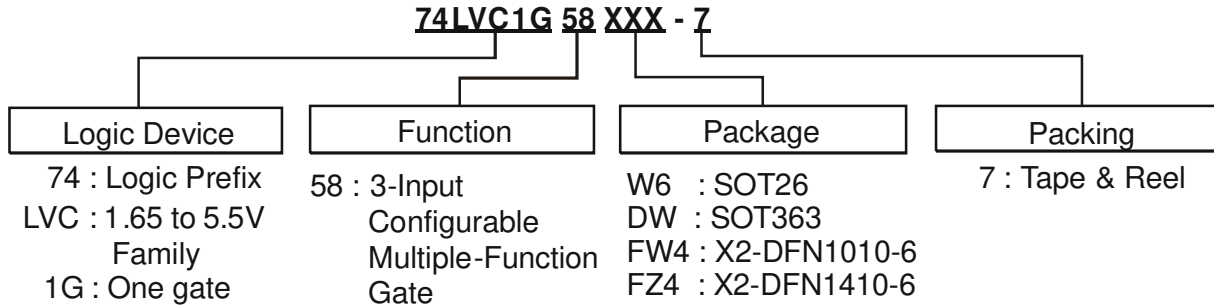 74LVC1G 58 XXX - 7
Logic Device
74 : Logic Prefix
LVC : 1.65 to 5.5V
Family
1G : One gate
Function
58 : 3-Input
Configurable
Multiple-Function
Gate
Package
W6 : SOT26
DW : SOT363
FW4 : X2-DFN1010-6
FZ4 : X2-DFN1410-6
Packing
7 : Tape & Reel